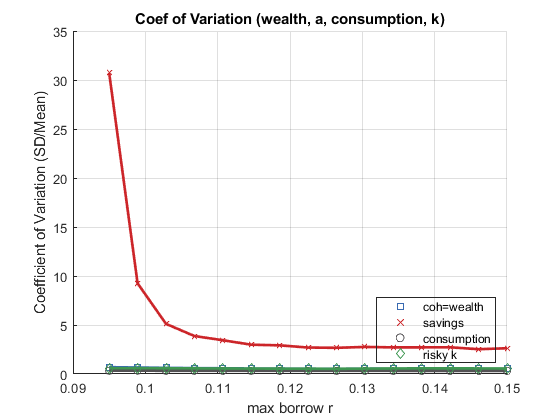 Coef of Variation (wealth, a, consumption, k)
Coefficient of Variation (SD/Mean)
35
30
25
20
15
10
5
0
coh=wealth
savings
consumption
risky k
0.09
0.1
0.11
0.12
0.13
0.14
0.15
max borrow r